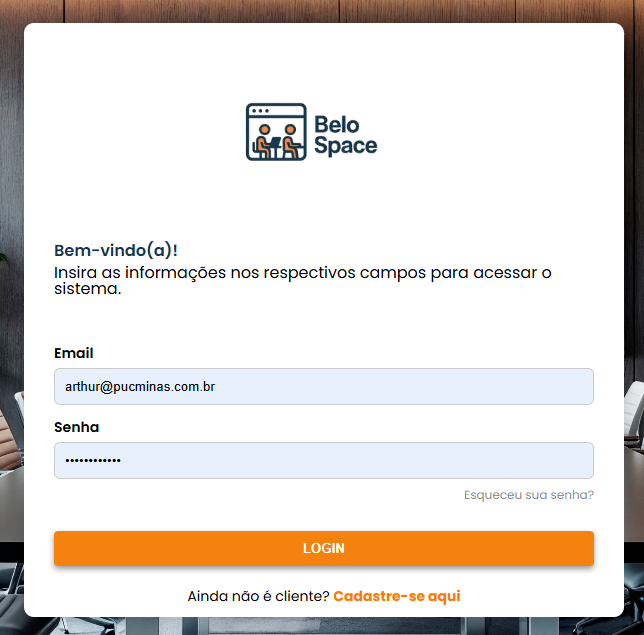 Belo
Space
Bem-vindo(a)!
Insira as informações nos respectivos campos para acessar o
sistema.
Email
arthur@pucminas.com.br
Senha
••••••••••••
Esqueceu sua senha?
LOGIN
Ainda não é cliente? Cadastre-se aqui